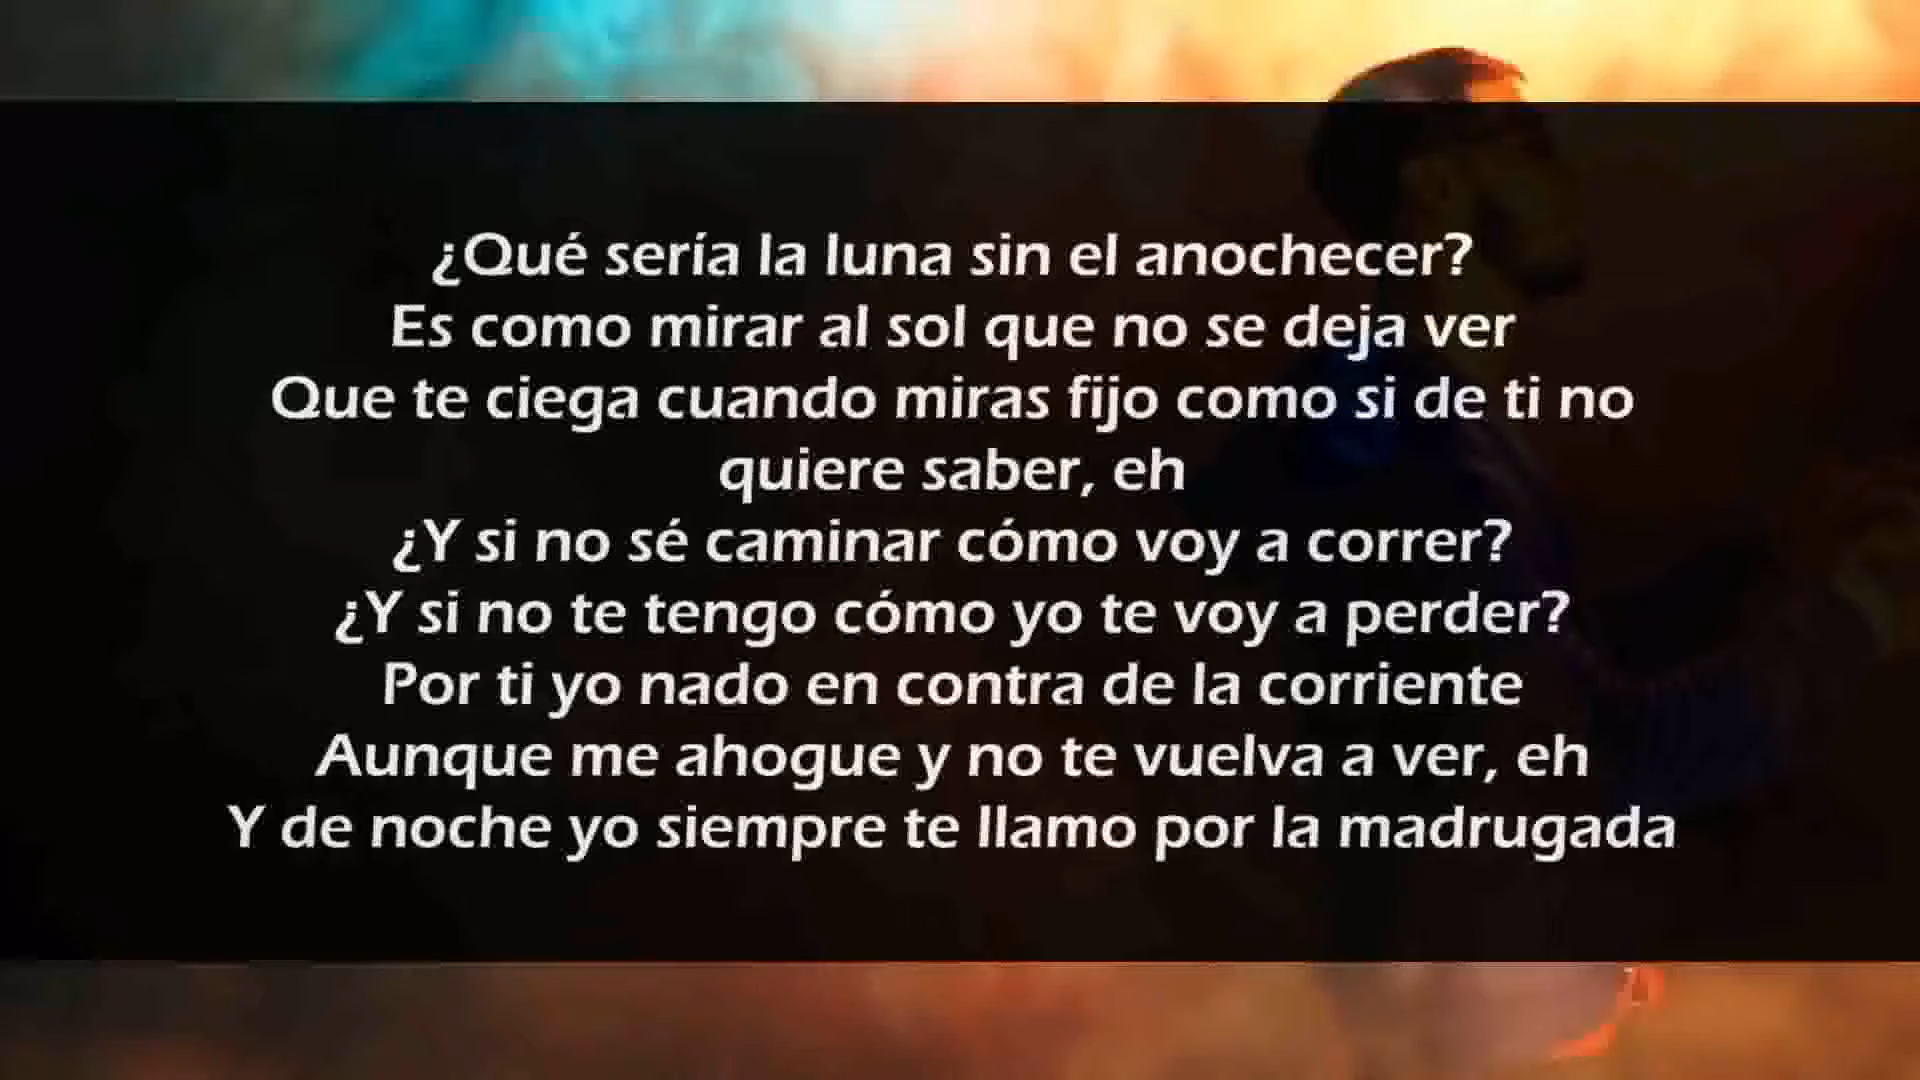 ¿Qué sería la luna sin el anochecer?
Es como mirar al sol que no se deja ver
Que te ciega cuando miras fijo como si de ti no
quiere saber, eh
¿Y si no sé caminar cómo voy a correr?
¿Y si no te tengo cómo yo te voy a perder?
Por ti yo nado en contra de la corriente
Aunque me ahogue y no te vuelva a ver, eh
Y de noche yo siempre te llamo por la madrugada